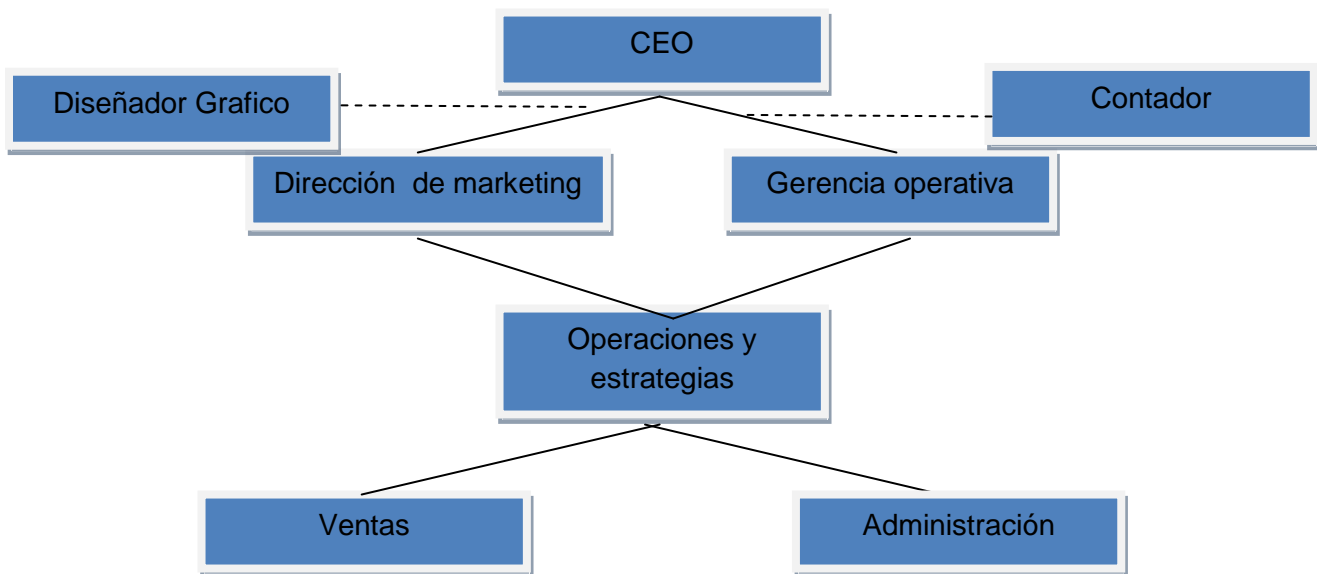 CEO
Diseñador Grafico
Contador
Dirección  de marketing
Gerencia operativa
Operaciones y
estrategias
Ventas
Administración